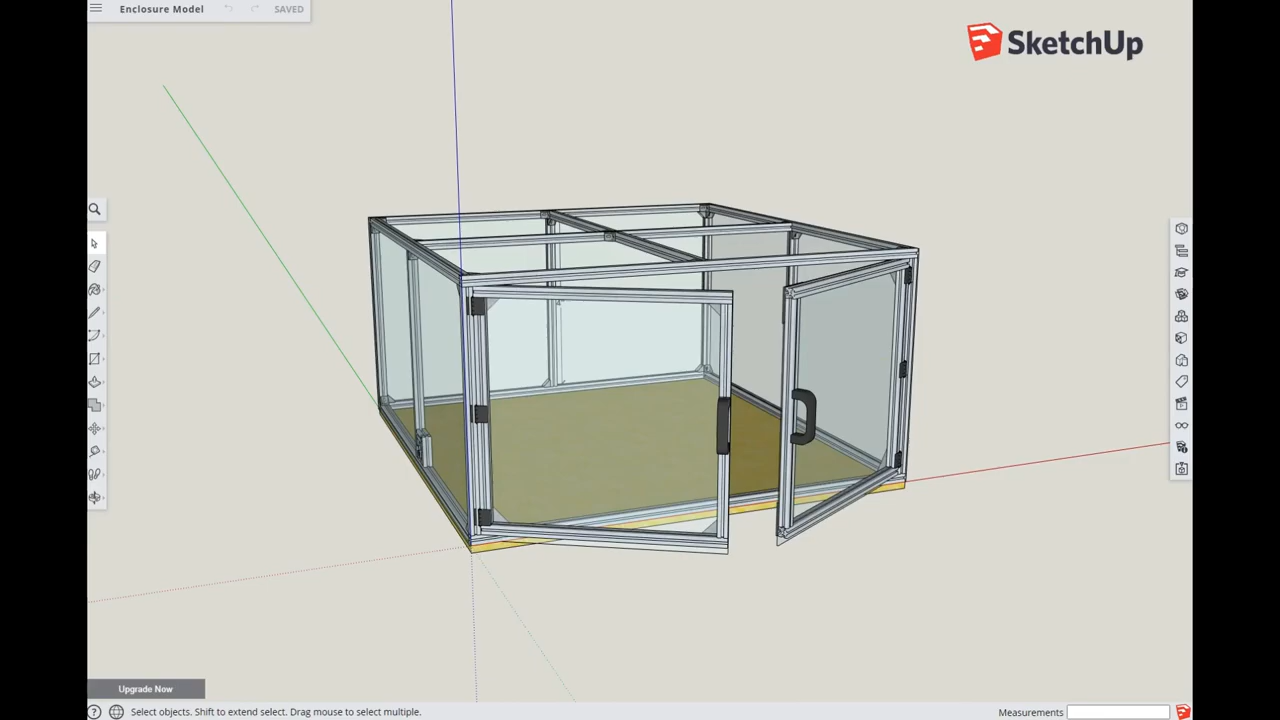 Enclosure Model
SAVED
SketchUp
Upgrade Now
Select objects. Shift to extend select. Drag mouse to select multiple.
Measurements